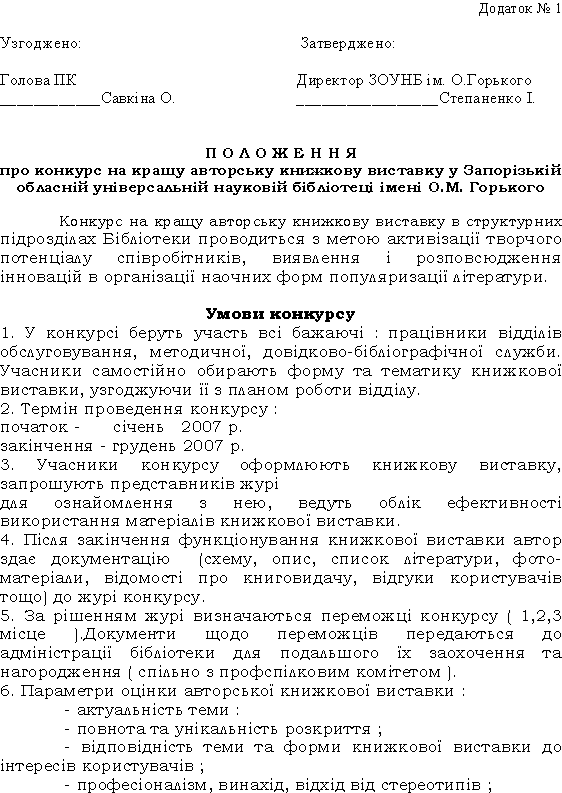 Додаток № 1
Узгоджено: Затверджено:
Голова ПК Директор ЗОУНБ ім. О.Горького
____________Савкіна О. _________________Степаненко І.
П О Л О Ж Е Н Н Я
про конкурс на кращу авторську книжкову виставку у Запорізькій
обласній універсальній науковій бібліотеці імені О.М. Горького
Конкурс на кращу авторську книжкову виставку в структурних
підрозділах Бібліотеки проводиться з метою активізації творчого
потенціалу співробітників, виявлення і розповсюдження
інновацій в організації наочних форм популяризації літератури.
Умови конкурсу
1. У конкурсі беруть участь всі бажаючі : працівники відділів
обслуговування, методичної, довідково-бібліографічної служби.
Учасники самостійно обирають форму та тематику книжкової
виставки, узгоджуючи її з планом роботи відділу.
2. Термін проведення конкурсу :
початок - січень 2007 р.
закінчення - грудень 2007 р.
3. Учасники конкурсу оформлюють книжкову виставку,
запрошують представників журі
для ознайомлення з нею, ведуть облік ефективності
використання матеріалів книжкової виставки.
4. Після закінчення функціонування книжкової виставки автор
здає документацію (схему, опис, список літератури, фото-
матеріали, відомості про книговидачу, відгуки користувачів
тощо) до журі конкурсу.
5. За рішенням журі визначаються переможці конкурсу ( 1,2,3
місце ).Документи щодо переможців передаються до
адміністрації бібліотеки для подальшого їх заохочення та
нагородження ( спільно з профспілковим комітетом ).
6. Параметри оцінки авторської книжкової виставки :
- актуальність теми :
- повнота та унікальність розкриття ;
- відповідність теми та форми книжкової виставки до
інтересів користувачів ;
- професіоналізм, винахід, відхід від стереотипів ;